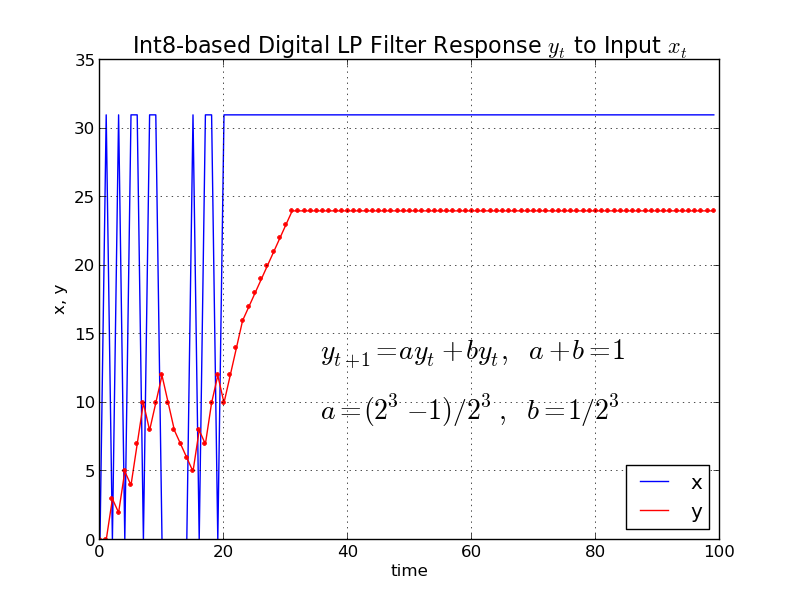 Int8-based Digital LP Filter Response y_t to Input x_t
35
30
25
20
15
10
5
0
x, y
y_{t+1}=ay_t+by_t,  a+b=1
a=(2^3-1)/2^3,  b=1/2^3
x
y
0 20 40 60 80 100
time